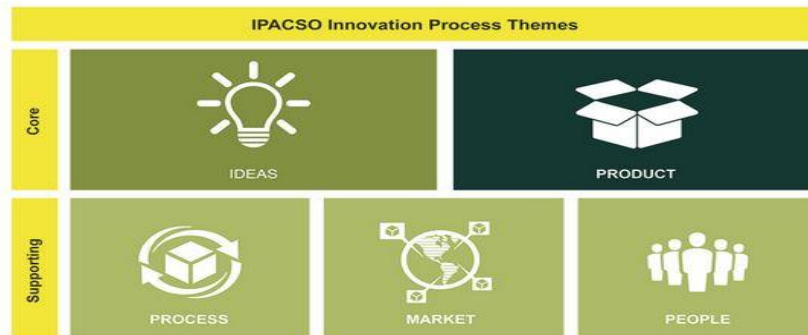 IPACSO Innovation Process Themes
Core
IDEAS
PRODUCT
Supporting
PROCESS
MARKET
PEOPLE